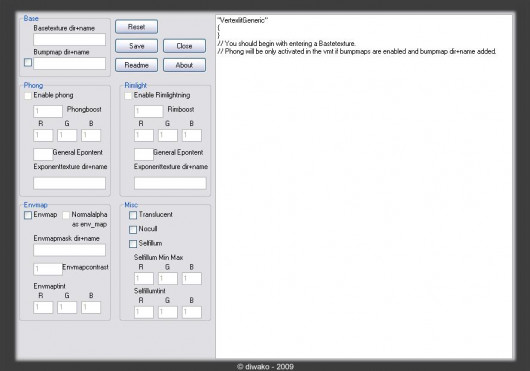 Base
Basetexture dir+name
Bumpmap dir+name
Reset
Save
Close
Readme
About
Phong
Enable phong
1 Phongboost
R G B
1 1 1
General Epontent
Exponenttexture dir+name
Rimlight
Enable Rimlightning
1 Rimboost
R G B
1 1 1
General Epontent
Exponenttexture dir+name
Envmap
Envmap
Normalalpha
as env_map
Envmapmask dir+name
1 Envmapcontrast
Envmaptint
R G B
1 1 1
Misc
Translucent
Nocull
Selfillum
Selfillum Min Max
R G B
1 1 1
Selfillumtint
1 1 1
"VertexlitGeneric"
{
}
// You should begin with entering a Bastetexture.
// Phong will be only activated in the vmt if bumpmaps are enabled and bumpmap dir+name added.
© diwako - 2009